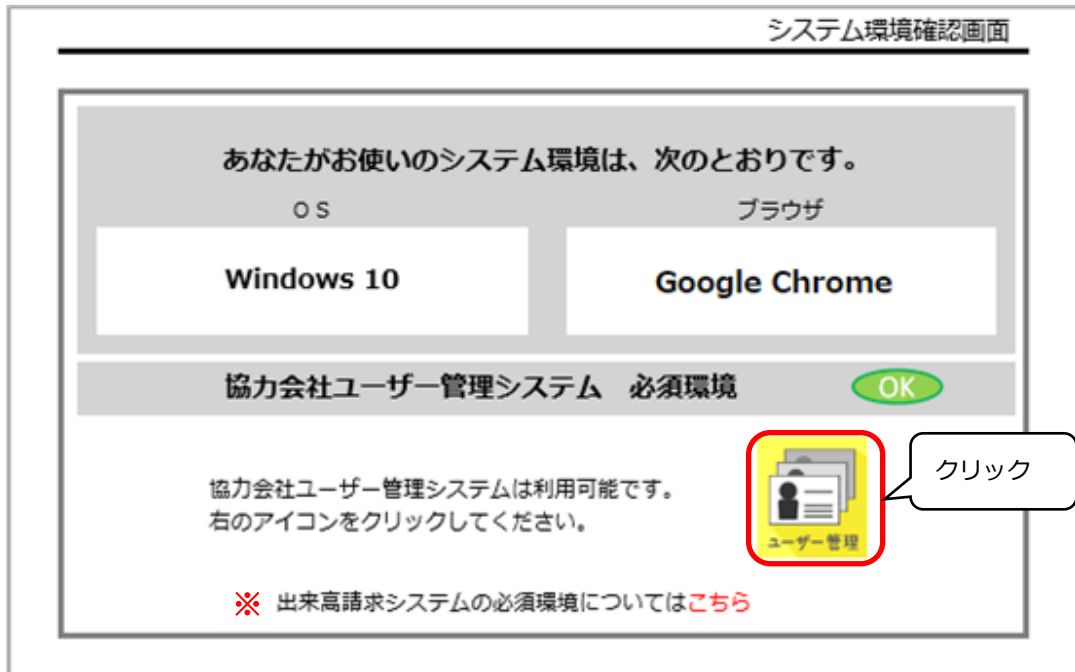 システム環境確認画面
あなたがお使いのシステム環境は、次のとおりです。
ＯＳ
ブラウザ
Windows 10
Google Chrome
協力会社ユーザー管理システム　必須環境
OK
協力会社ユーザー管理システムは利用可能です。
右のアイコンをクリックしてください。
ユーザー管理
クリック
※ 出来高請求システムの必須環境についてはこちら